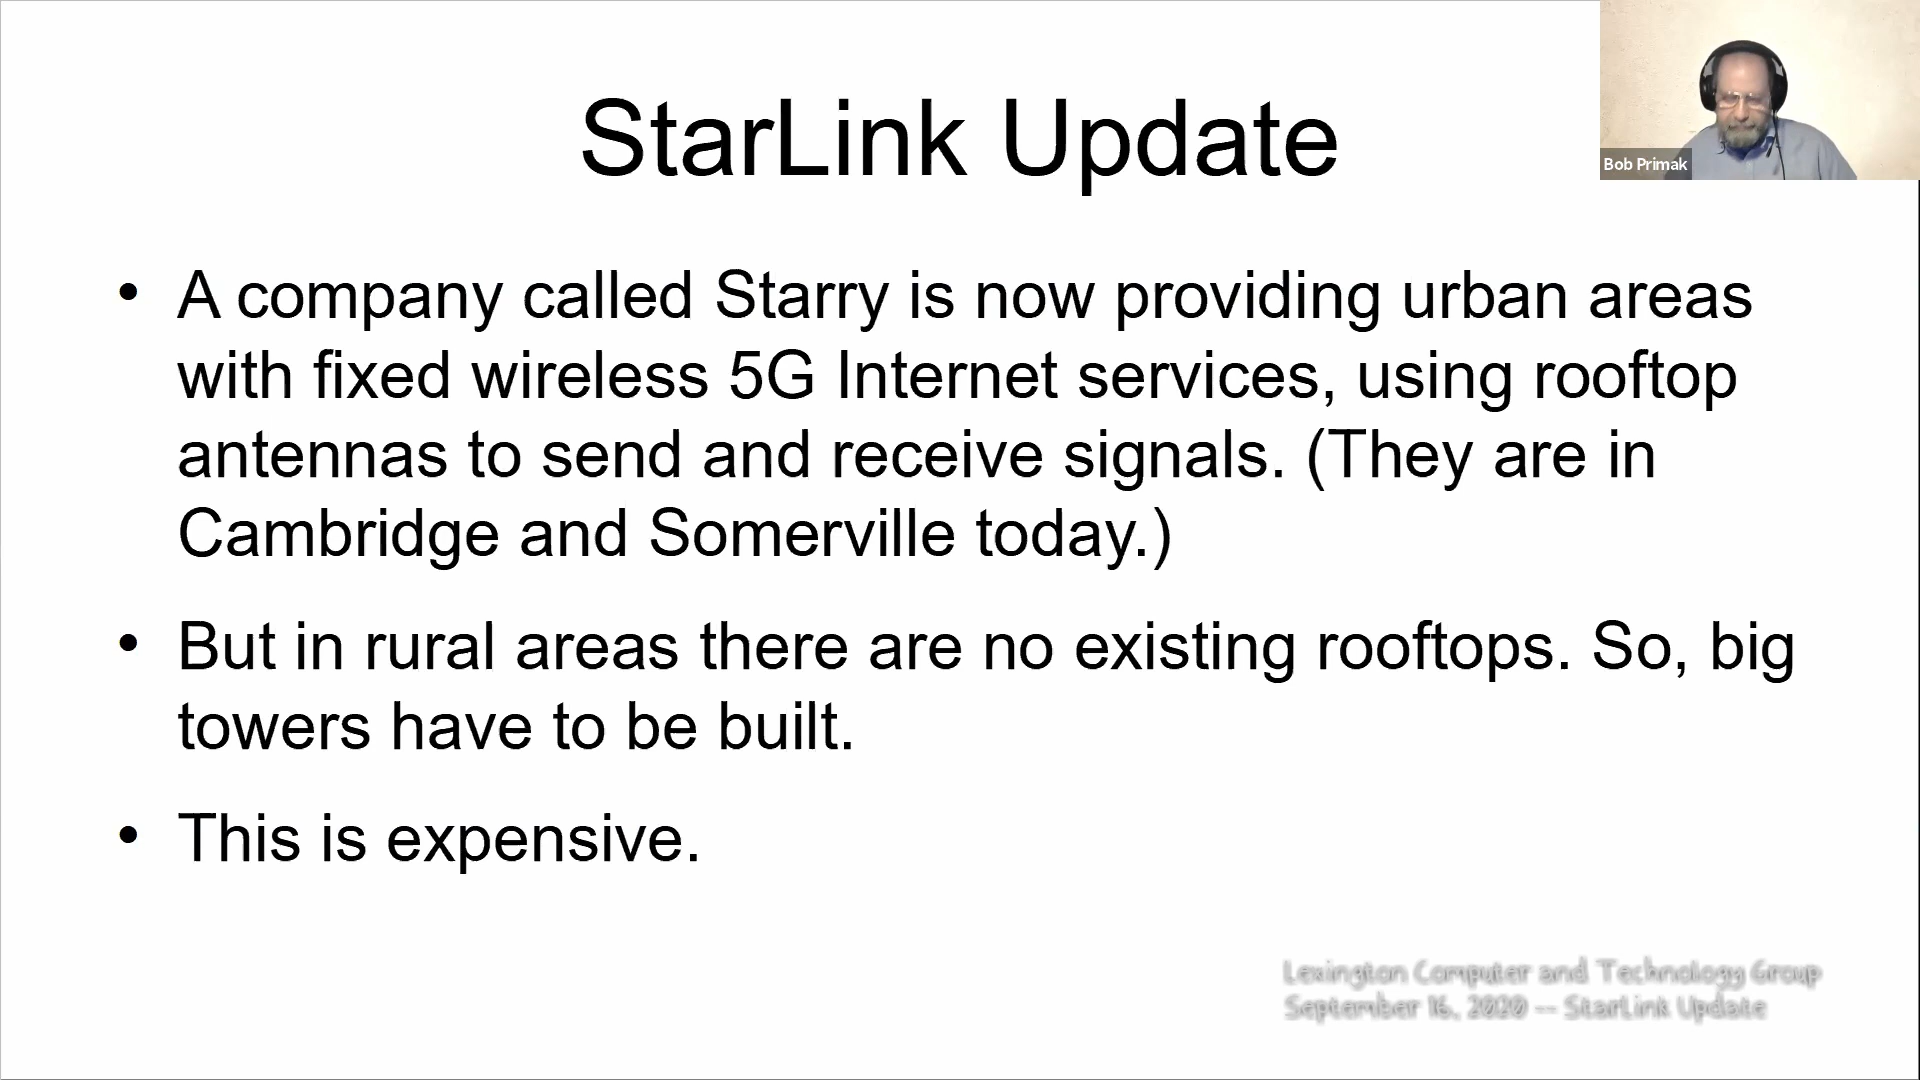 StarLink Update
Bob Primak
• A company called Starry is now providing urban areas
with fixed wireless 5G Internet services, using rooftop
antennas to send and receive signals. (They are in
Cambridge and Somerville today.)
• But in rural areas there are no existing rooftops. So, big
towers have to be built.
• This is expensive.
Lexington Computer and Technology Group
September 16, 2020 -- StarLink Update